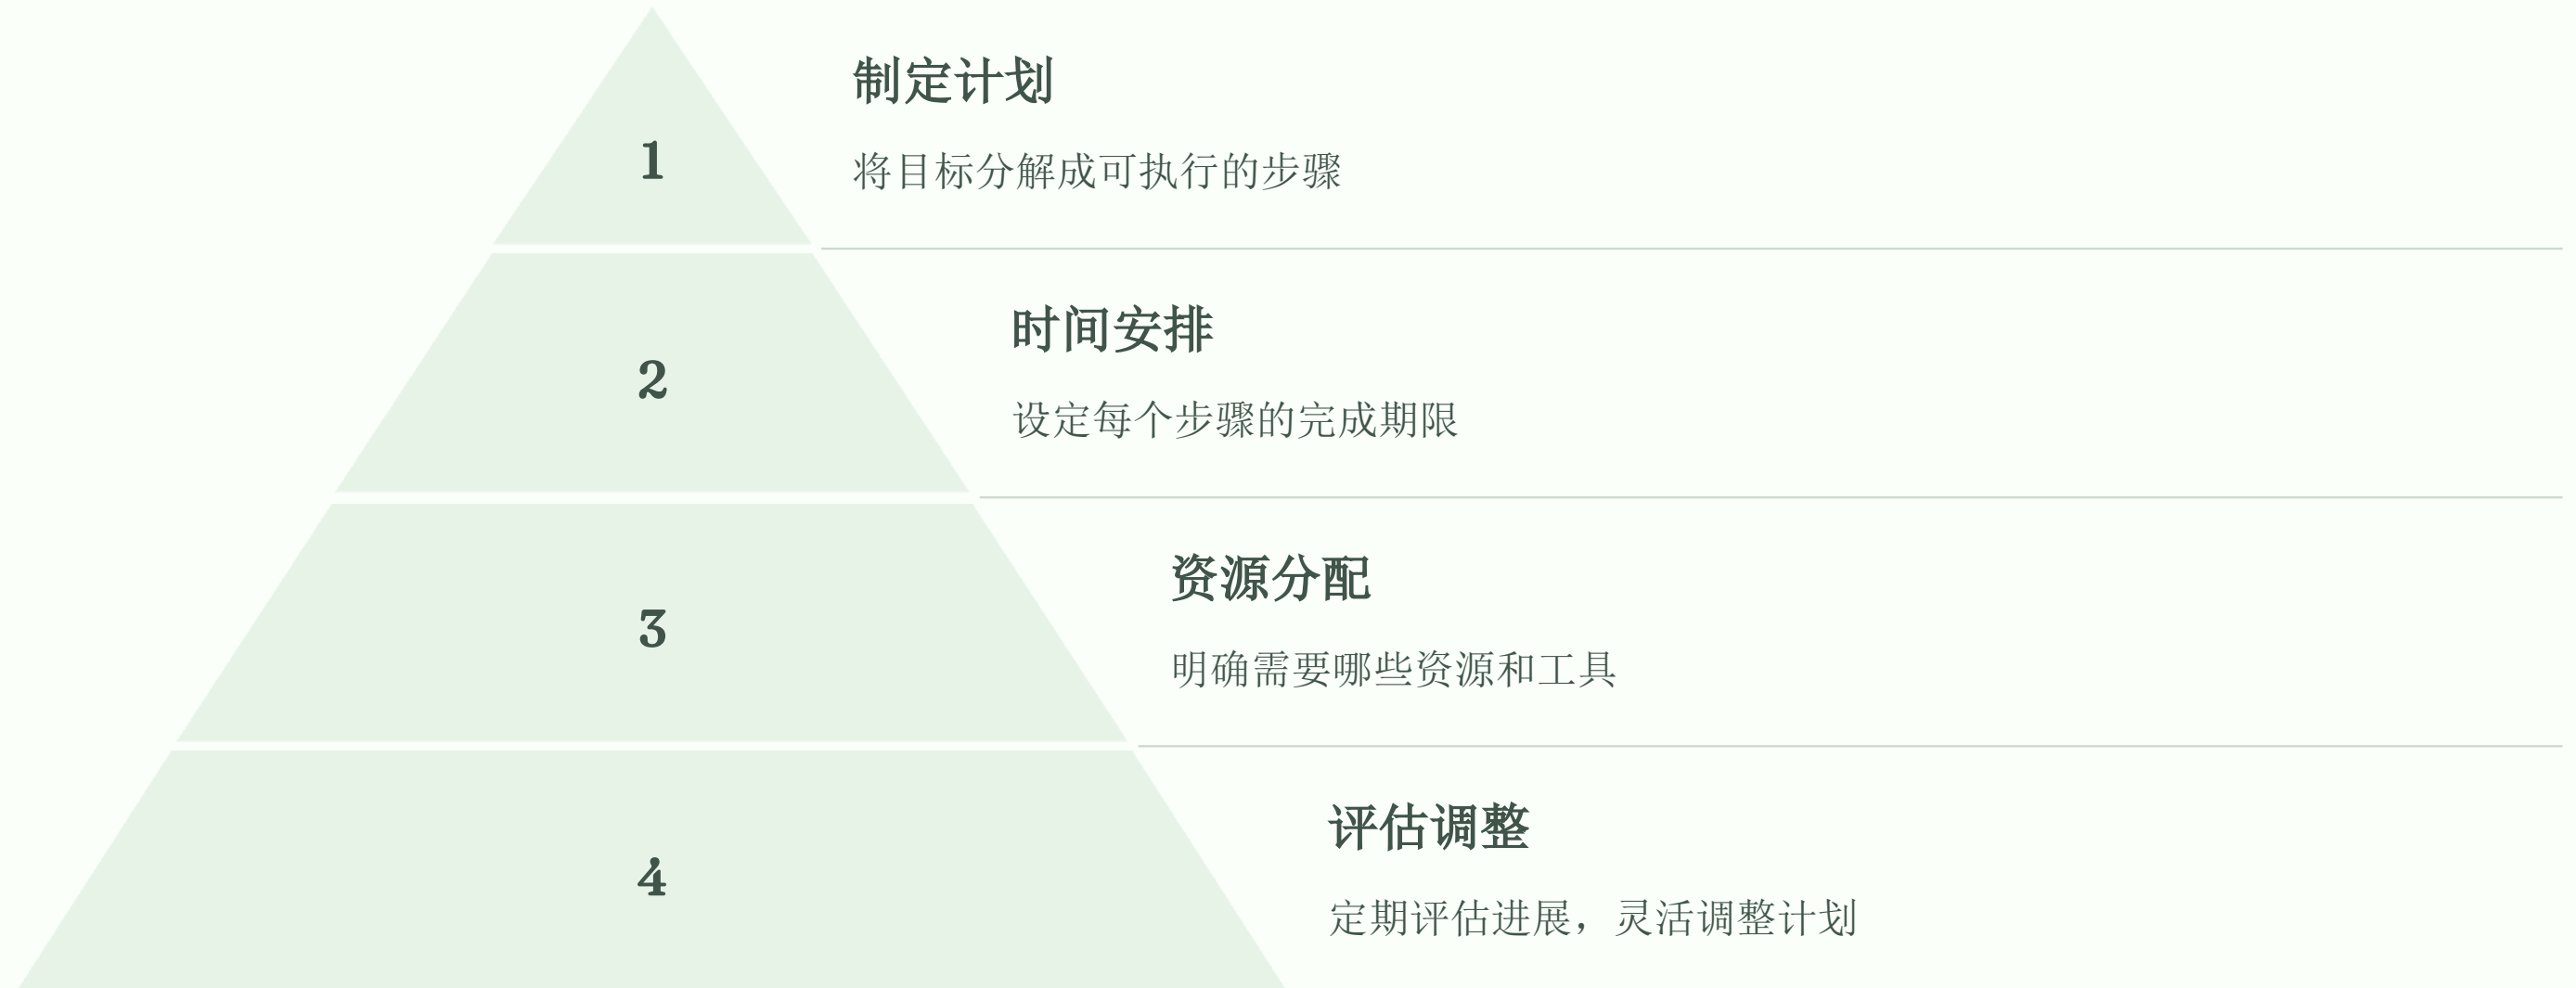 1
制定计划
将目标分解成可执行的步骤
2
时间安排
设定每个步骤的完成期限
3
资源分配
明确需要哪些资源和工具
4
评估调整
定期评估进展，灵活调整计划